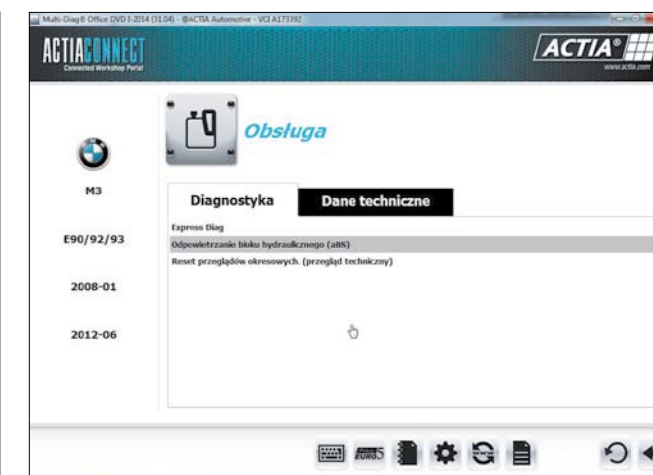 Multi-Diag® Office DVD I-2014 (31.04) - @ACTIA Automotive - VCI A173392
ACTIACONNECT
Connected Workshop Portal
ACTIA®
www.actia.com
Obsługa
M3
E90/92/93
2008-01
2012-06
Diagnostyka
Dane techniczne
Express Diag
Odpowietrzanie bloku hydraulicznego (aBS)
Reset przeglądów okresowych. (przegląd techniczny)
EURO5